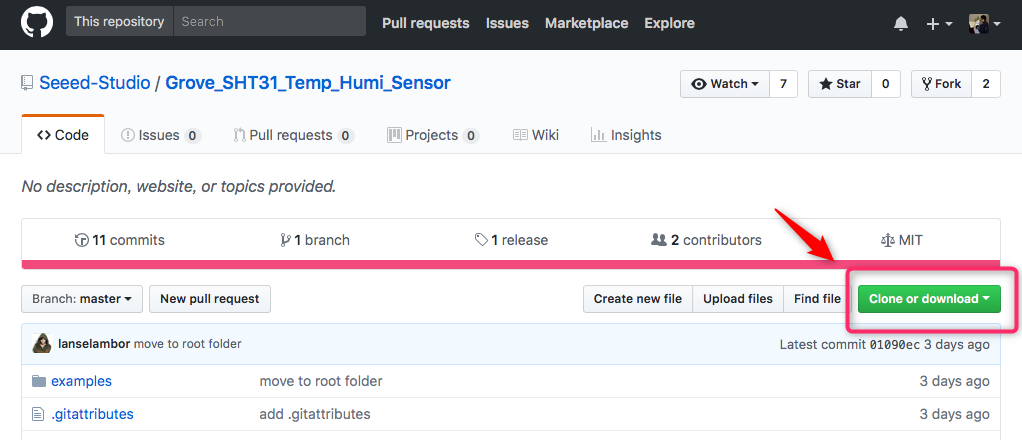 This repository Search Pull requests Issues Marketplace Explore
Seeed-Studio / Grove_SHT31_Temp_Humi_Sensor Watch 7 Star 0 Fork 2
Code Issues 0 Pull requests 0 Projects 0 Wiki Insights
No description, website, or topics provided.
11 commits 1 branch 1 release 2 contributors MIT
Branch: master New pull request Create new file Upload files Find file Clone or download
lanselambor move to root folder Latest commit 01090ec 3 days ago
examples move to root folder 3 days ago
.gitattributes add .gitattributes 3 days ago